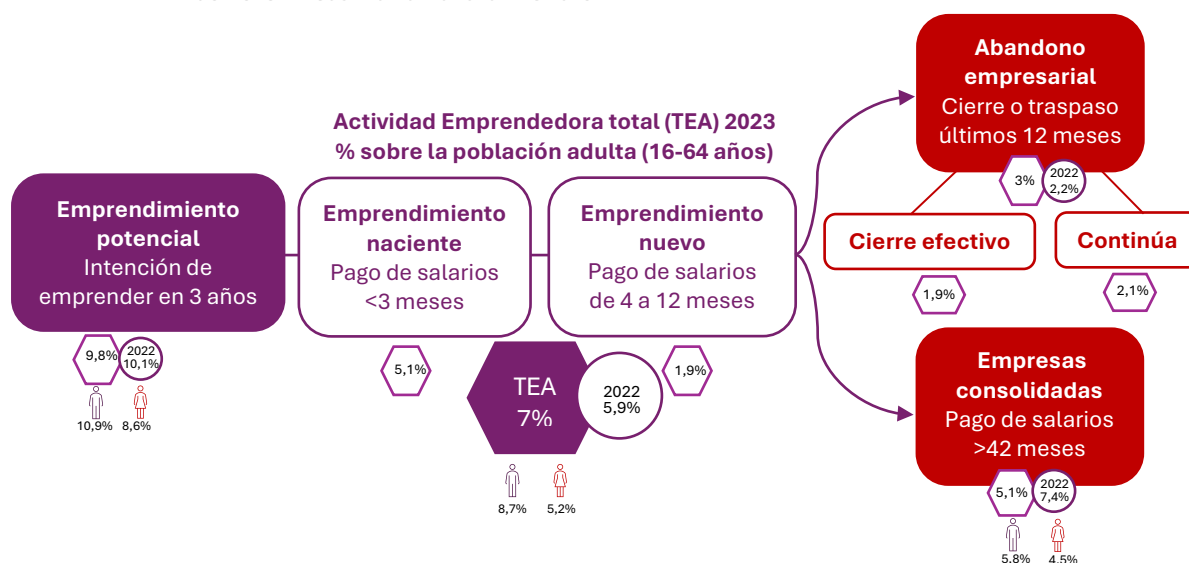 Actividad Emprendedora total (TEA) 2023
% sobre la población adulta (16-64 años)
Emprendimiento
potencial
Intención de
emprender en 3 años
9,8%
2022
10,1%
10,9%
8,6%
Emprendimiento
naciente
Pago de salarios
<3 meses
5,1%
Emprendimiento
nuevo
Pago de salarios
de 4 a 12 meses
1,9%
TEA
7%
2022
5,9%
8,7%
5,2%
Abandono
empresarial
Cierre o traspaso
últimos 12 meses
3%
2022
2,2%
Cierre efectivo
1,9%
Continúa
2,1%
Empresas
consolidadas
Pago de salarios
>42 meses
5,1%
2022
7,4%
5,8%
4,5%